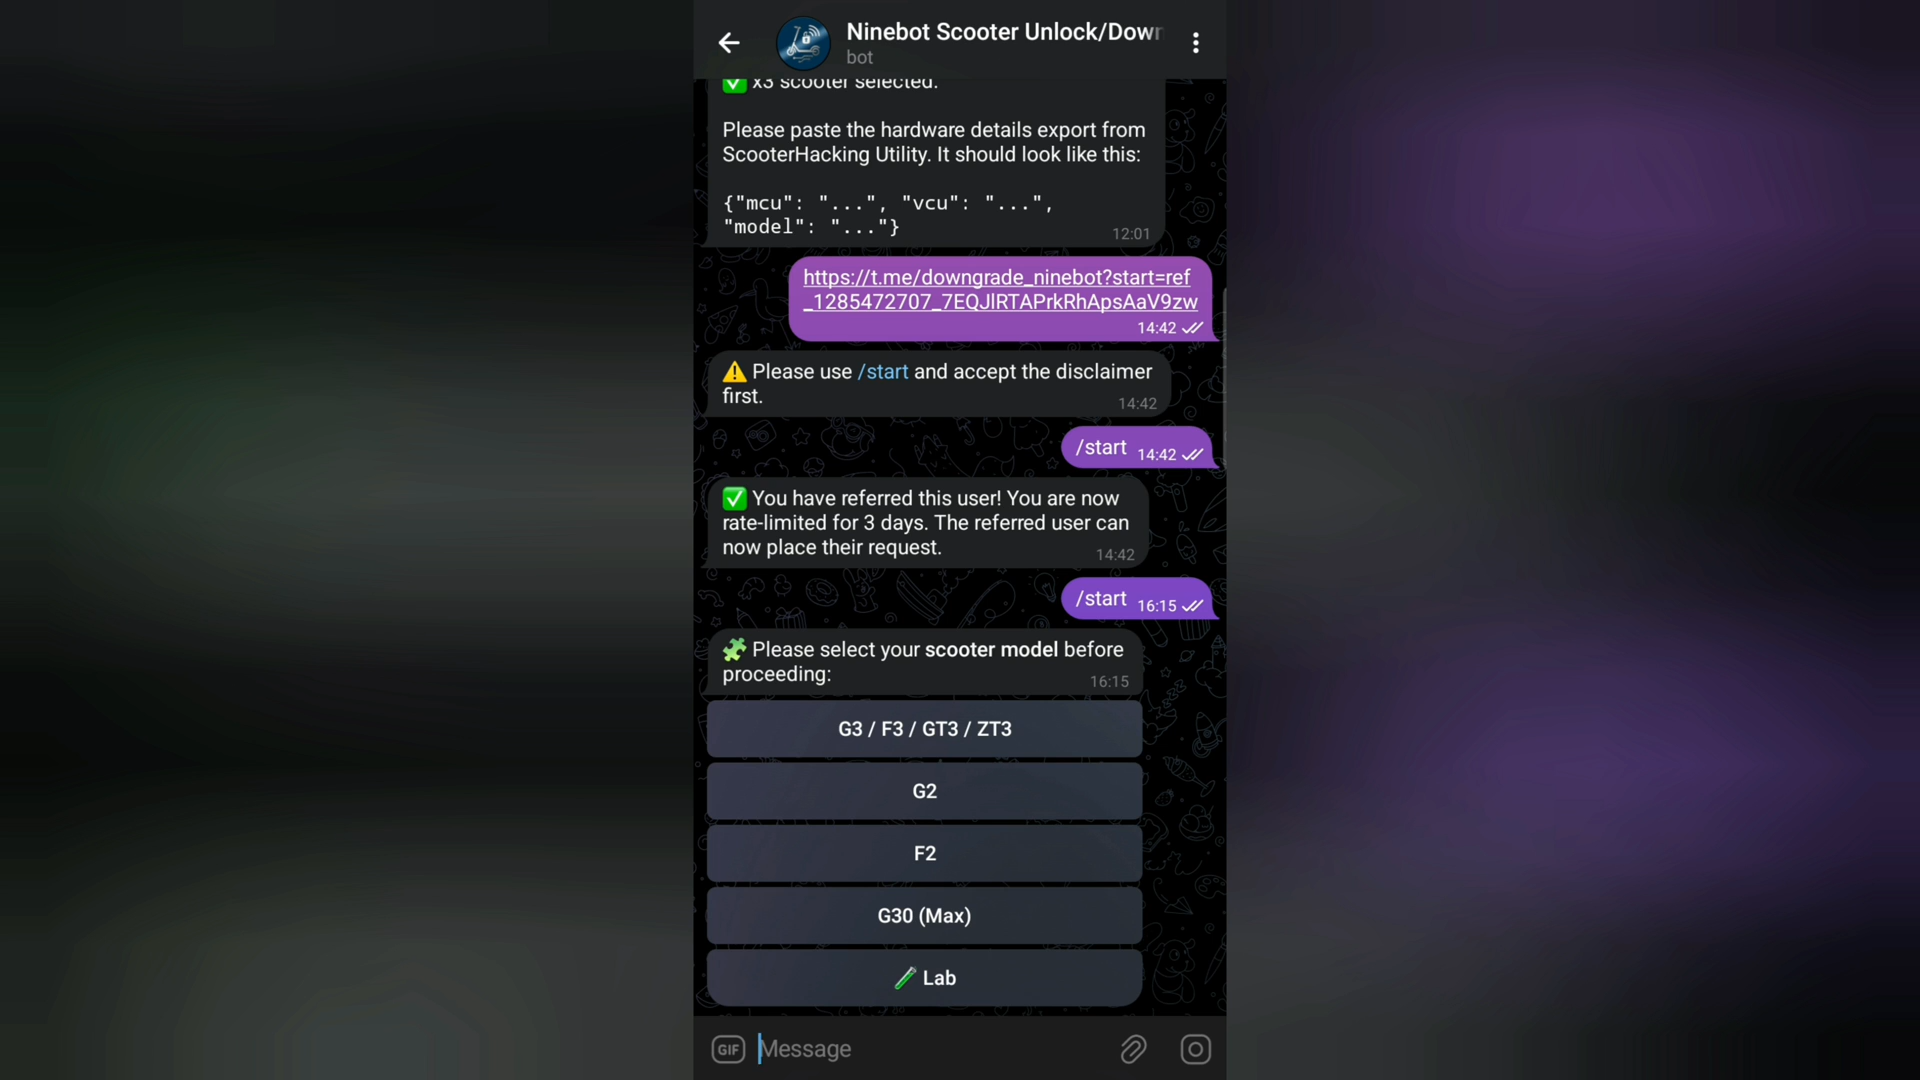 Ninebot Scooter Unlock/Down
bot
✅ x3 scooter selected.
Please paste the hardware details export from
ScooterHacking Utility. It should look like this:
{"mcu": "...", "vcu": "...",
"model": "..."}
12:01
https://t.me/downgrade_ninebot?start=ref
_1285472707_7EQJlRTAPrkRhApsAaV9zw
14:42
⚠️ Please use /start and accept the disclaimer
first.
14:42
/start 14:42
✅ You have referred this user! You are now
rate-limited for 3 days. The referred user can
now place their request.
14:42
/start 16:15
🧩 Please select your scooter model before
proceeding:
16:15
G3 / F3 / GT3 / ZT3
G2
F2
G30 (Max)
🧪 Lab
GIF Message